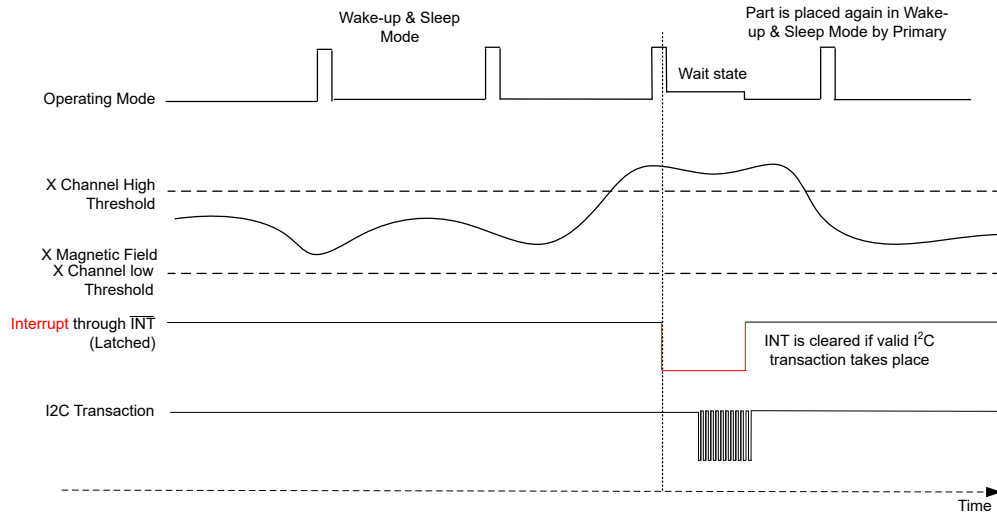 Wake-up & Sleep
Mode
Part is placed again in Wake-
up & Sleep Mode by Primary
Wait state
Operating Mode
X Channel High
Threshold
X Magnetic Field
X Channel low
Threshold
Interrupt through I̅N̅T̅
(Latched)
INT is cleared if valid I²C
transaction takes place
I2C Transaction
Time